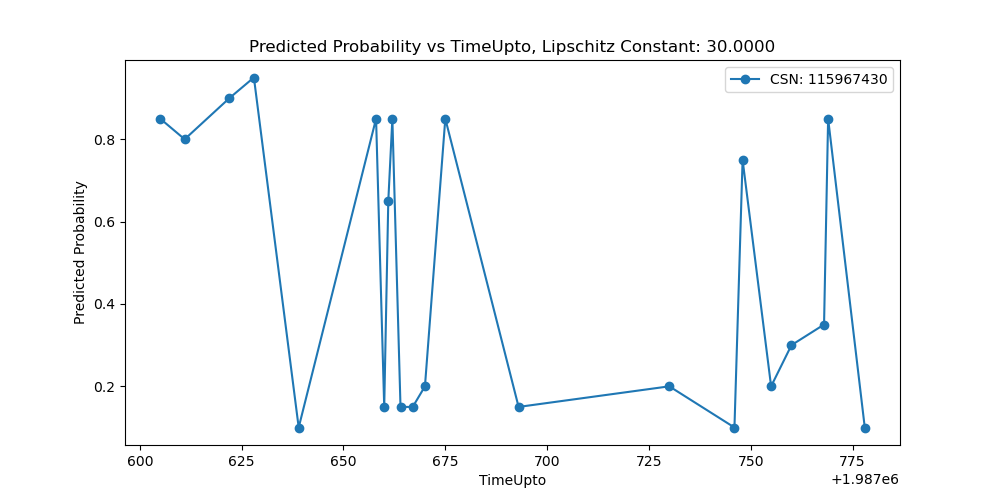 Predicted Probability vs TimeUpto, Lipschitz Constant: 30.0000
CSN: 115967430
Predicted Probability
0.8
0.6
0.4
0.2
600
625
650
675
700
725
750
775
TimeUpto
+1.987e6